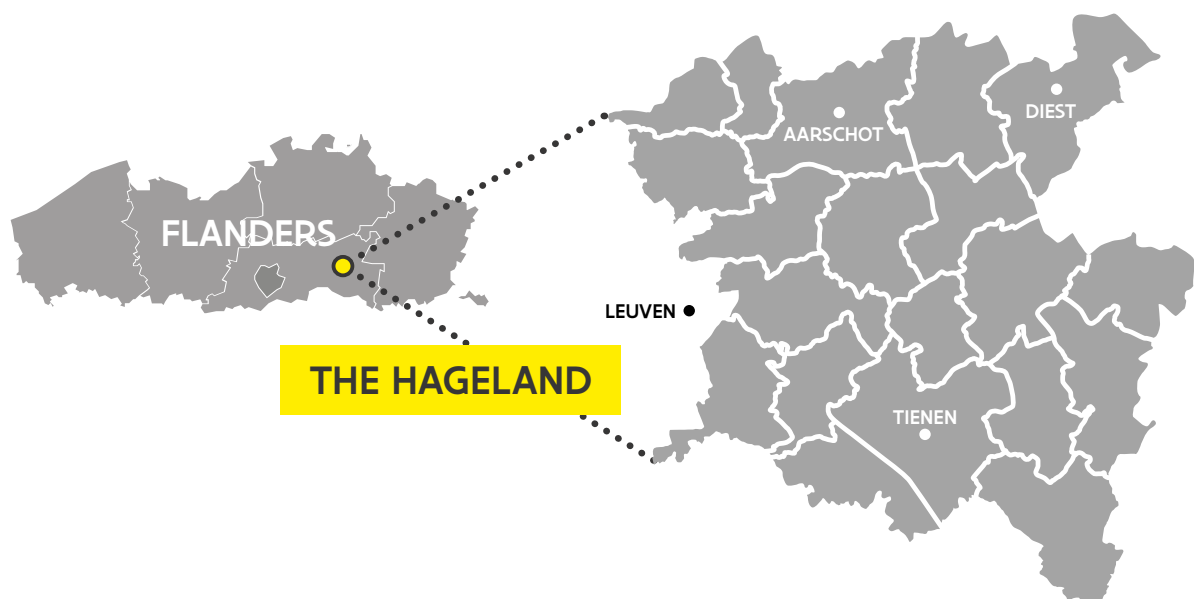 FLANDERS
THE HAGELAND
DIEST
AARSCHOT
LEUVEN
TIENEN